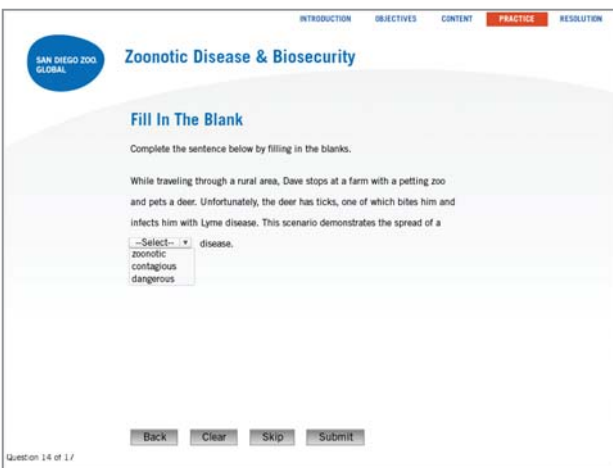 INTRODUCTION OBJECTIVES CONTENT PRACTICE RESOLUTION
SAN DIEGO ZOO.
GLOBAL
Zoonotic Disease & Biosecurity
Fill In The Blank
Complete the sentence below by filling in the blanks.
While traveling through a rural area, Dave stops at a farm with a petting zoo
and pets a deer. Unfortunately, the deer has ticks, one of which bites him and
infects him with Lyme disease. This scenario demonstrates the spread of a
--Select-- disease.
zoonotic
contagious
dangerous
Back Clear Skip Submit
Question 14 of 17